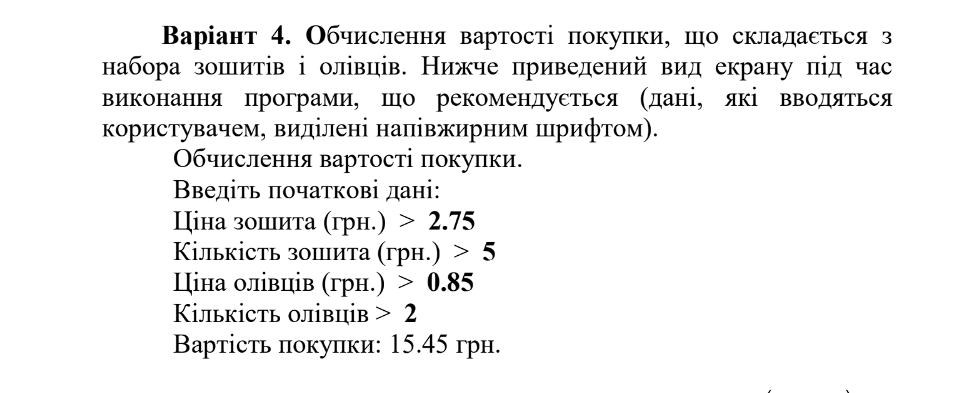 Варіант 4. Обчислення вартості покупки, що складається з
набора зошитів і олівців. Нижче приведений вид екрану під час
виконання програми, що рекомендується (дані, які вводяться
користувачем, виділені напівжирним шрифтом).
Обчислення вартості покупки.
Введіть початкові дані:
Ціна зошита (грн.) > 2.75
Кількість зошита (грн.) > 5
Ціна олівців (грн.) > 0.85
Кількість олівців > 2
Вартість покупки: 15.45 грн.